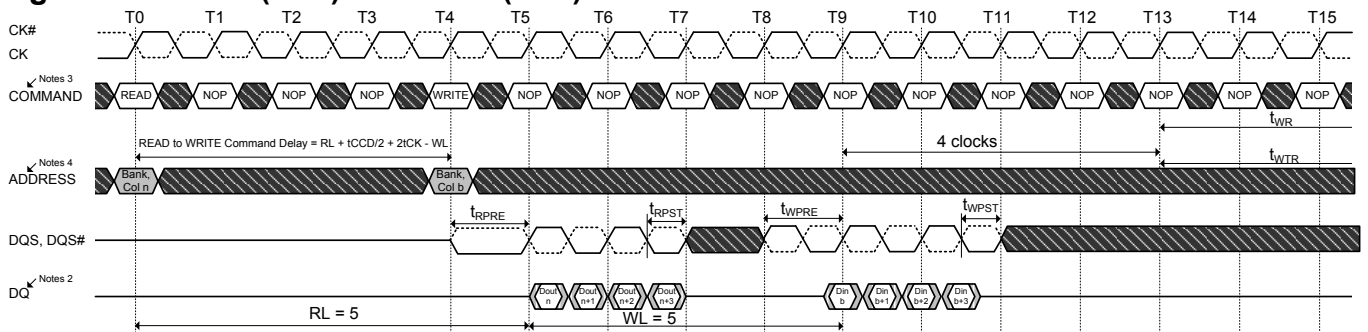 T0 T1 T2 T3 T4 T5 T6 T7 T8 T9 T10 T11 T12 T13 T14 T15
CK#
CK
Notes 3
COMMAND READ NOP NOP NOP WRITE NOP NOP NOP NOP NOP NOP NOP NOP NOP NOP NOP
tWR
READ to WRITE Command Delay = RL + tCCD/2 + 2tCK - WL
4 clocks
tWTR
Notes 4
ADDRESS
Bank, Col n
Bank, Col b
tRPRE tRPST tWPRE tWPST
DQS, DQS#
Notes 2
DQ
Dout n
Dout n+1
Dout n+2
Dout n+3
Din b
Din b+1
Din b+2
Din b+3
RL = 5 WL = 5